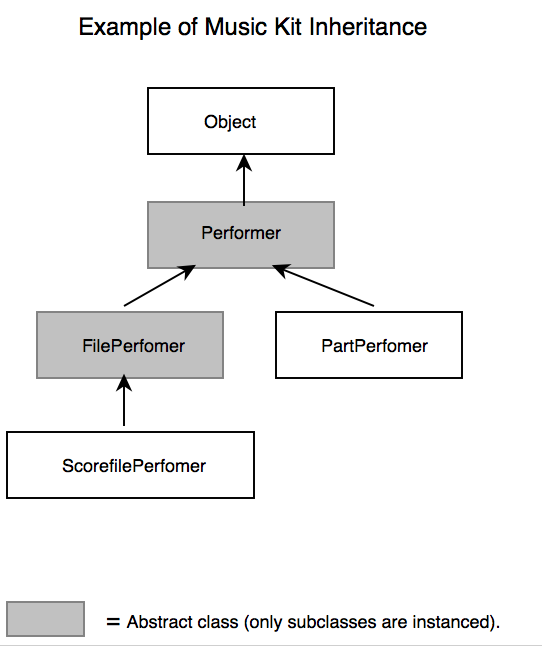 Example of Music Kit Inheritance
Object
Performer
FilePerfomer
PartPerfomer
ScorefilePerfomer
= Abstract class (only subclasses are instanced).